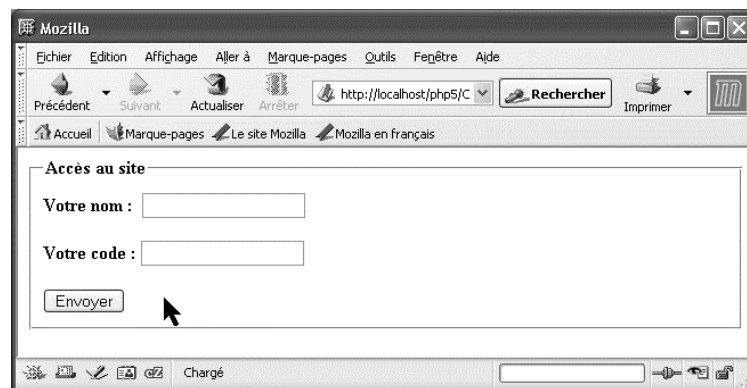 Mozilla
Fichier Edition Affichage Aller à Marque-pages Outils Fenêtre Aide
Précédent Suivant Actualiser Arrêter http://localhost/php5/C Rechercher Imprimer
Accueil Marque-pages Le site Mozilla Mozilla en français
Accès au site
Votre nom :
Votre code :
Envoyer
Chargé